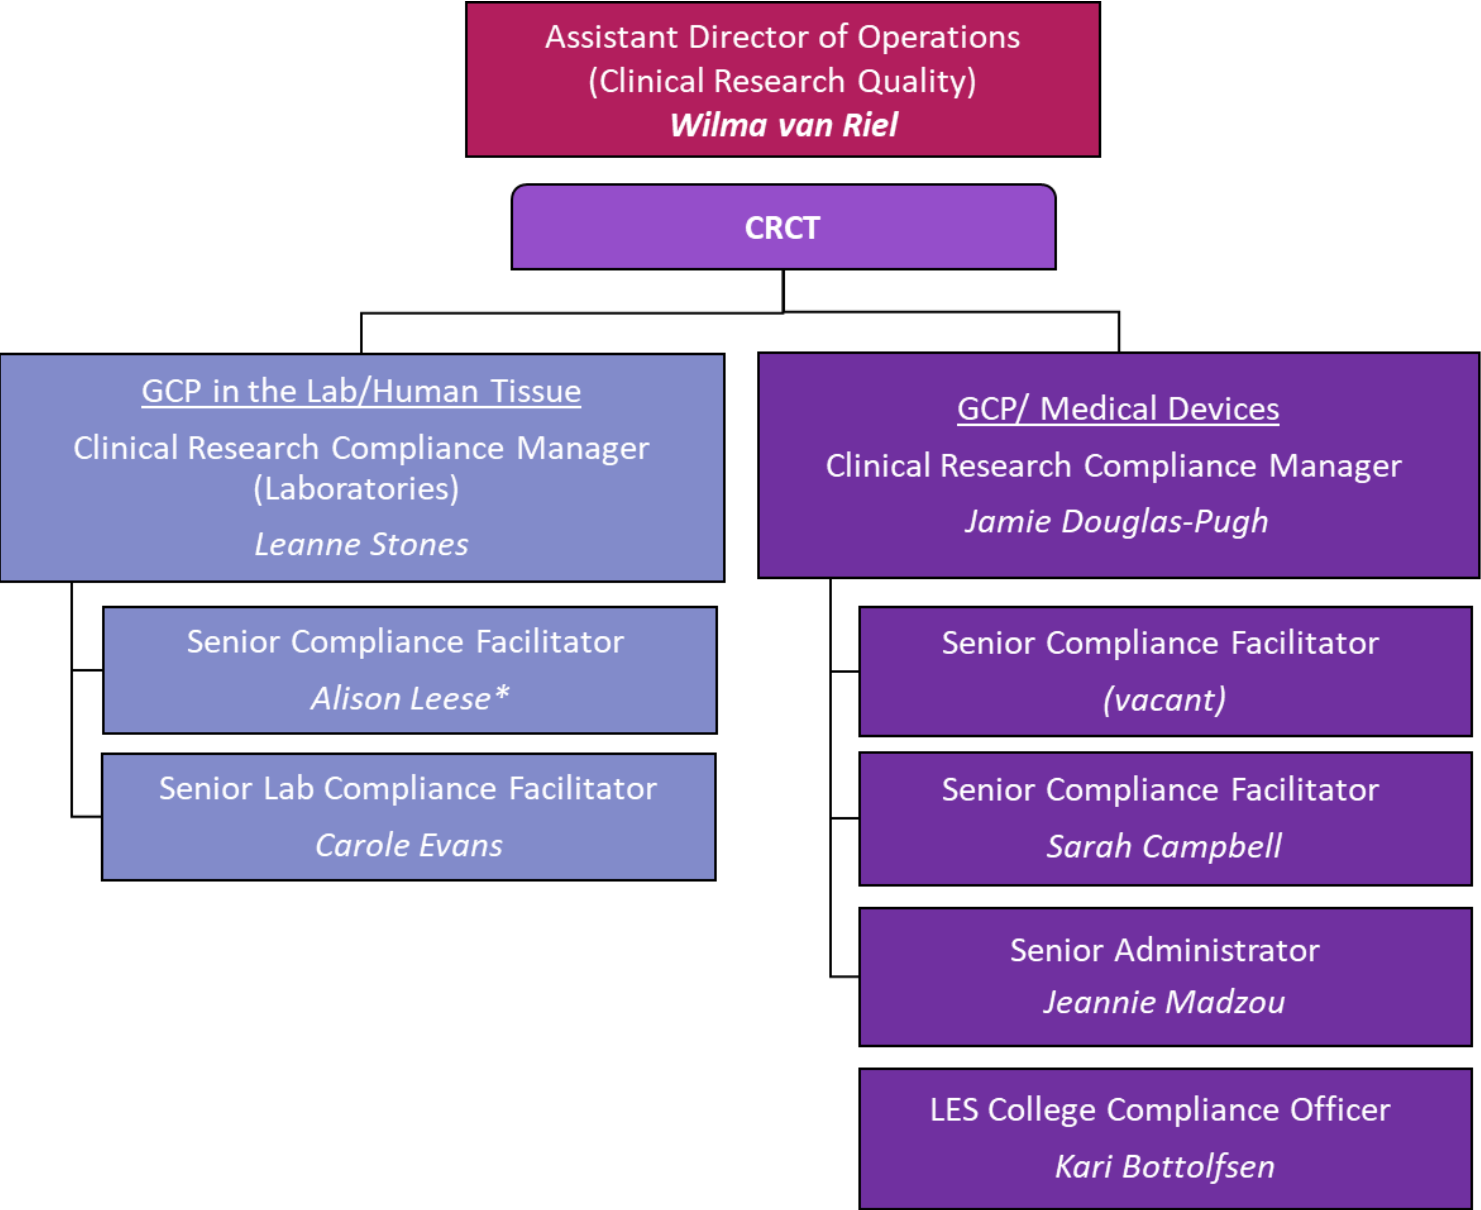 Assistant Director of Operations
(Clinical Research Quality)
Wilma van Riel
CRCT
GCP in the Lab/Human Tissue
Clinical Research Compliance Manager
(Laboratories)
Leanne Stones
Senior Compliance Facilitator
Alison Leese*
Senior Lab Compliance Facilitator
Carole Evans
GCP/ Medical Devices
Clinical Research Compliance Manager
Jamie Douglas-Pugh
Senior Compliance Facilitator
(vacant)
Senior Compliance Facilitator
Sarah Campbell
Senior Administrator
Jeannie Madzou
LES College Compliance Officer
Kari Bottolfsen